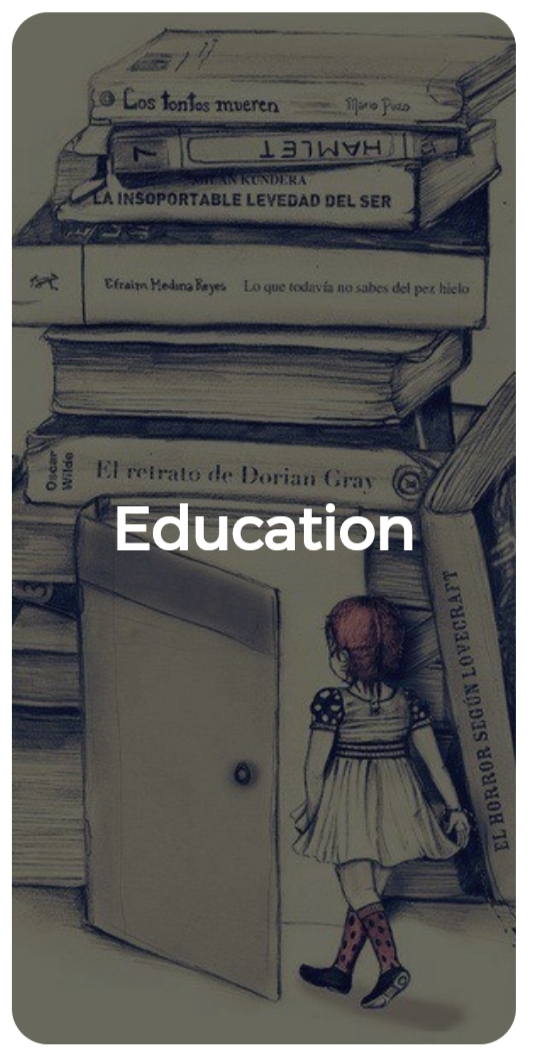 Los tontos mueren Mario Puzo
HAMLET
MILAN KUNDERA
LA INSOPORTABLE LEVEDAD DEL SER
Efraim Medina Reyes Lo que todavía no sabes del pez hielo
Oscar
Wilde
El retrato de Dorian Gray
Education
EL HORROR SEGÚN LOVECRAFT